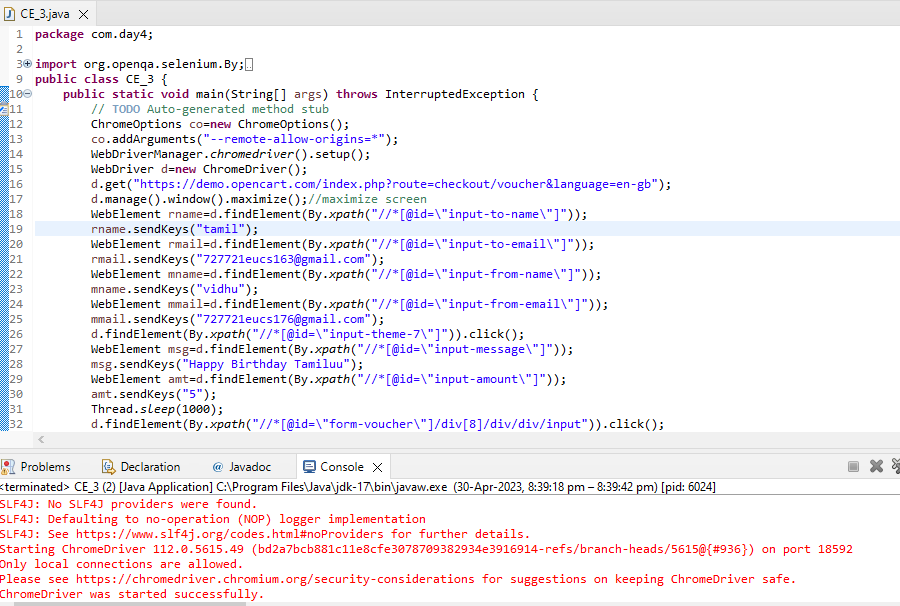 CE_3.java
1 package com.day4;
2
3 import org.openqa.selenium.By;
9 public class CE_3 {
10 public static void main(String[] args) throws InterruptedException {
11 // TODO Auto-generated method stub
12 ChromeOptions co=new ChromeOptions();
13 co.addArguments("--remote-allow-origins=*");
14 WebDriverManager.chromedriver().setup();
15 WebDriver d=new ChromeDriver();
16 d.get("https://demo.opencart.com/index.php?route=checkout/voucher&language=en-gb");
17 d.manage().window().maximize();//maximize screen
18 WebElement rname=d.findElement(By.xpath("//*[@id=\"input-to-name\"]"));
19 rname.sendKeys("tamil");
20 WebElement rmail=d.findElement(By.xpath("//*[@id=\"input-to-email\"]"));
21 rmail.sendKeys("727721eucs163@gmail.com");
22 WebElement mname=d.findElement(By.xpath("//*[@id=\"input-from-name\"]"));
23 mname.sendKeys("vidhu");
24 WebElement mmail=d.findElement(By.xpath("//*[@id=\"input-from-email\"]"));
25 mmail.sendKeys("727721eucs176@gmail.com");
26 d.findElement(By.xpath("//*[@id=\"input-theme-7\"]")).click();
27 WebElement msg=d.findElement(By.xpath("//*[@id=\"input-message\"]"));
28 msg.sendKeys("Happy Birthday Tamiluu");
29 WebElement amt=d.findElement(By.xpath("//*[@id=\"input-amount\"]"));
30 amt.sendKeys("5");
31 Thread.sleep(1000);
32 d.findElement(By.xpath("//*[@id=\"form-voucher\"]/div[8]/div/div/input")).click();
Problems @ Declaration @ Javadoc Console
<terminated> CE_3 (2) [Java Application] C:\Program Files\Java\jdk-17\bin\javaw.exe (30-Apr-2023, 8:39:18 pm – 8:39:42 pm) [pid: 6024]
SLF4J: No SLF4J providers were found.
SLF4J: Defaulting to no-operation (NOP) logger implementation
SLF4J: See https://www.slf4j.org/codes.html#noProviders for further details.
Starting ChromeDriver 112.0.5615.49 (bd2a7bcb881c11e8cfe3078709382934e3916914-refs/branch-heads/5615@{#936}) on port 18592
Only local connections are allowed.
Please see https://chromedriver.chromium.org/security-considerations for suggestions on keeping ChromeDriver safe.
ChromeDriver was started successfully.